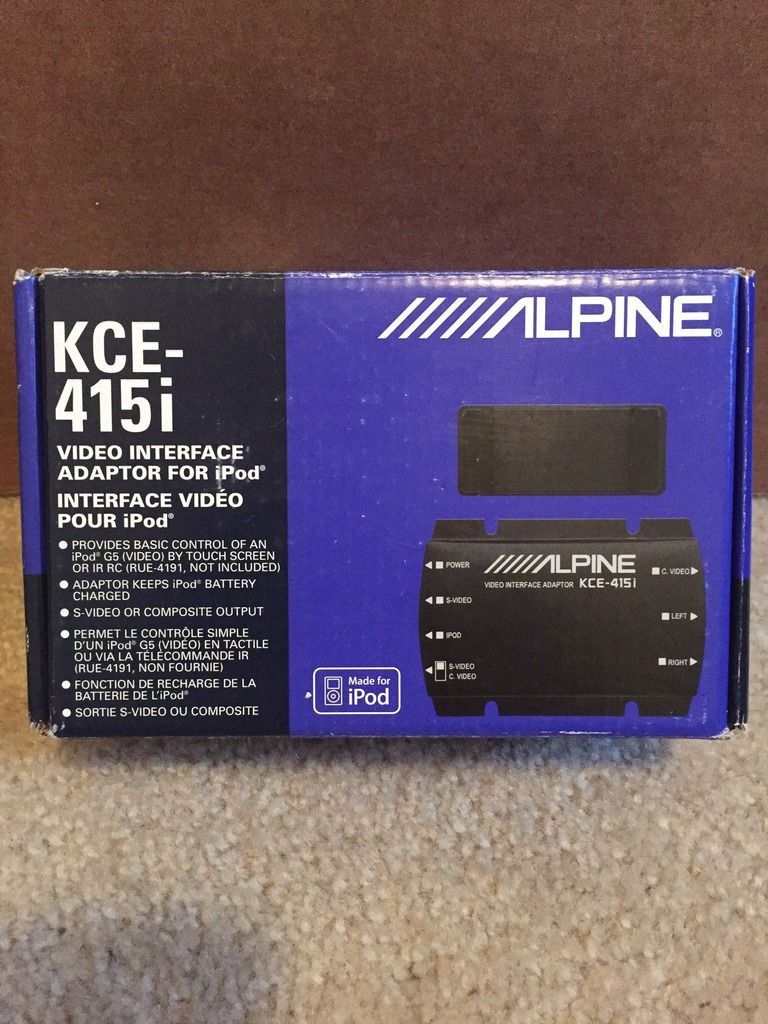 KCE-
415i
VIDEO INTERFACE
ADAPTOR FOR iPod®
INTERFACE VIDÉO
POUR iPod®
● PROVIDES BASIC CONTROL OF AN
iPod® G5 (VIDEO) BY TOUCH SCREEN
OR IR RC (RUE-4191, NOT INCLUDED)
● ADAPTOR KEEPS iPod® BATTERY
CHARGED
● S-VIDEO OR COMPOSITE OUTPUT
● PERMET LE CONTRÔLE SIMPLE
D'UN iPod® G5 (VIDÉO) EN TACTILE
OU VIA LA TÉLÉCOMMANDE IR
(RUE-4191, NON FOURNIE)
● FONCTION DE RECHARGE DE LA
BATTERIE DE L'iPod®
● SORTIE S-VIDEO OU COMPOSITE
ALPINE®
Made for
iPod
ALPINE
VIDEO INTERFACE ADAPTOR KCE-415i
POWER
S-VIDEO
IPOD
S-VIDEO
C. VIDEO
C. VIDEO
LEFT
RIGHT